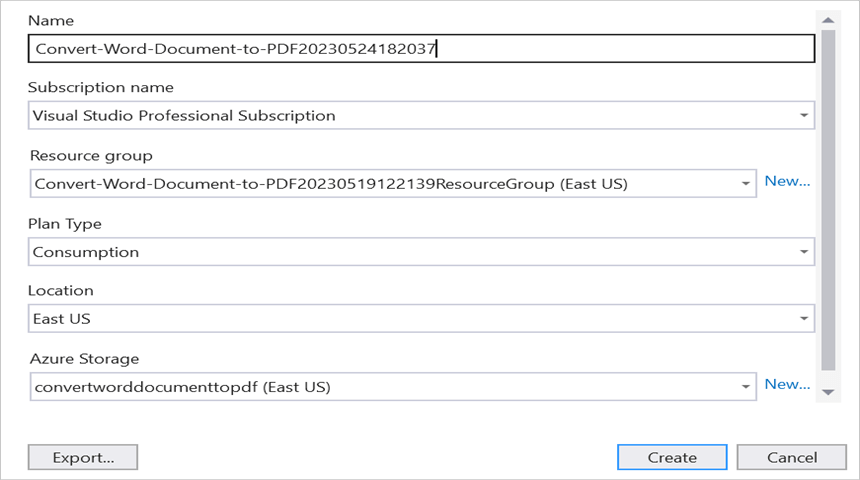 Name
Convert-Word-Document-to-PDF20230524182037
Subscription name
Visual Studio Professional Subscription
Resource group
Convert-Word-Document-to-PDF20230519122139ResourceGroup (East US)
New...
Plan Type
Consumption
Location
East US
Azure Storage
convertworddocumenttopdf (East US)
New...
Export...
Create
Cancel